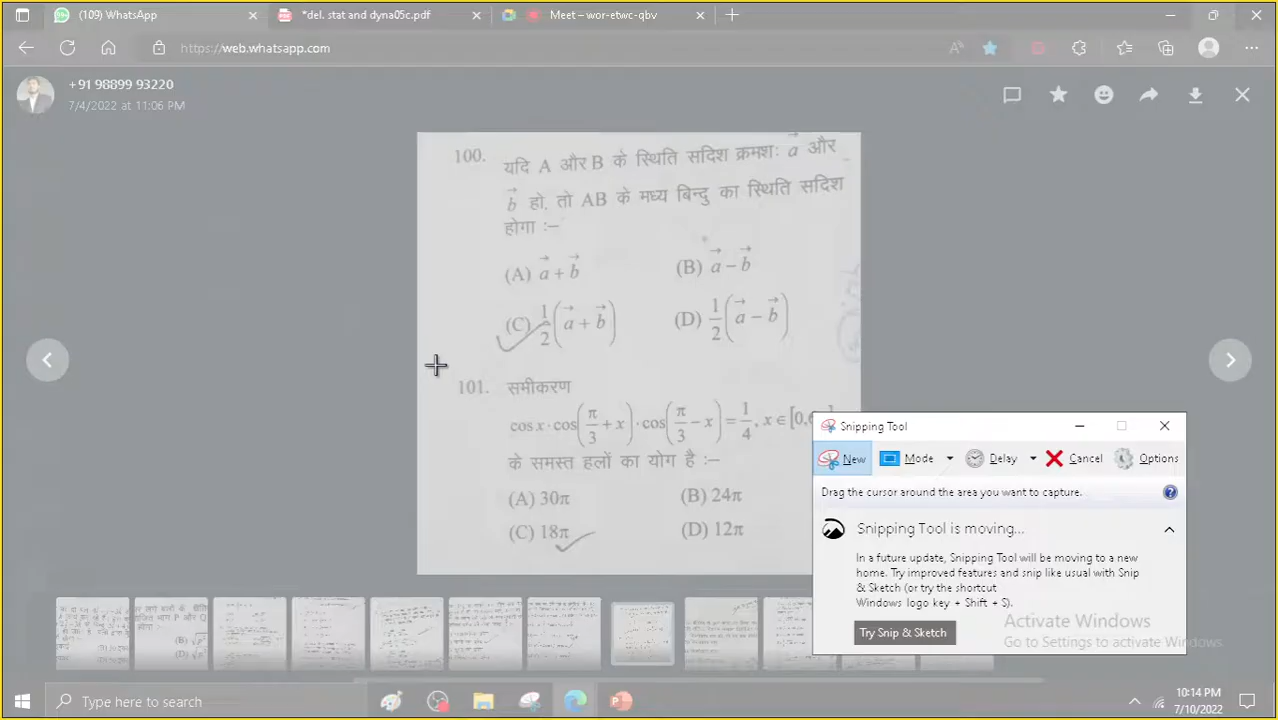 (109) WhatsApp
*del. stat and dyna05c.pdf
Meet – wor-etwc-qbv
https://web.whatsapp.com
+91 98899 93220
7/4/2022 at 11:06 PM
100. यदि A और B के स्थिति सदिश क्रमशः a⃗ और
b⃗ हो, तो AB के मध्य बिन्दु का स्थिति सदिश
होगा :–
(A) a⃗ + b⃗ (B) a⃗ – b⃗
(C) 1/2 (a⃗ + b⃗) (D) 1/2 (a⃗ – b⃗)
101. समीकरण
cos x · cos(π/3 + x) · cos(π/3 – x) = 1/4, x ∈ [0,6
के समस्त हलों का योग है :–
(A) 30π (B) 24π
(C) 18π (D) 12π
Snipping Tool
New Mode Delay Cancel Options
Drag the cursor around the area you want to capture.
Snipping Tool is moving...
In a future update, Snipping Tool will be moving to a new
home. Try improved features and snip like usual with Snip
& Sketch (or try the shortcut
Windows logo key + Shift + S).
Try Snip & Sketch
Activate Windows
Go to Settings to activate Windows.
Type here to search
10:14 PM
7/10/2022